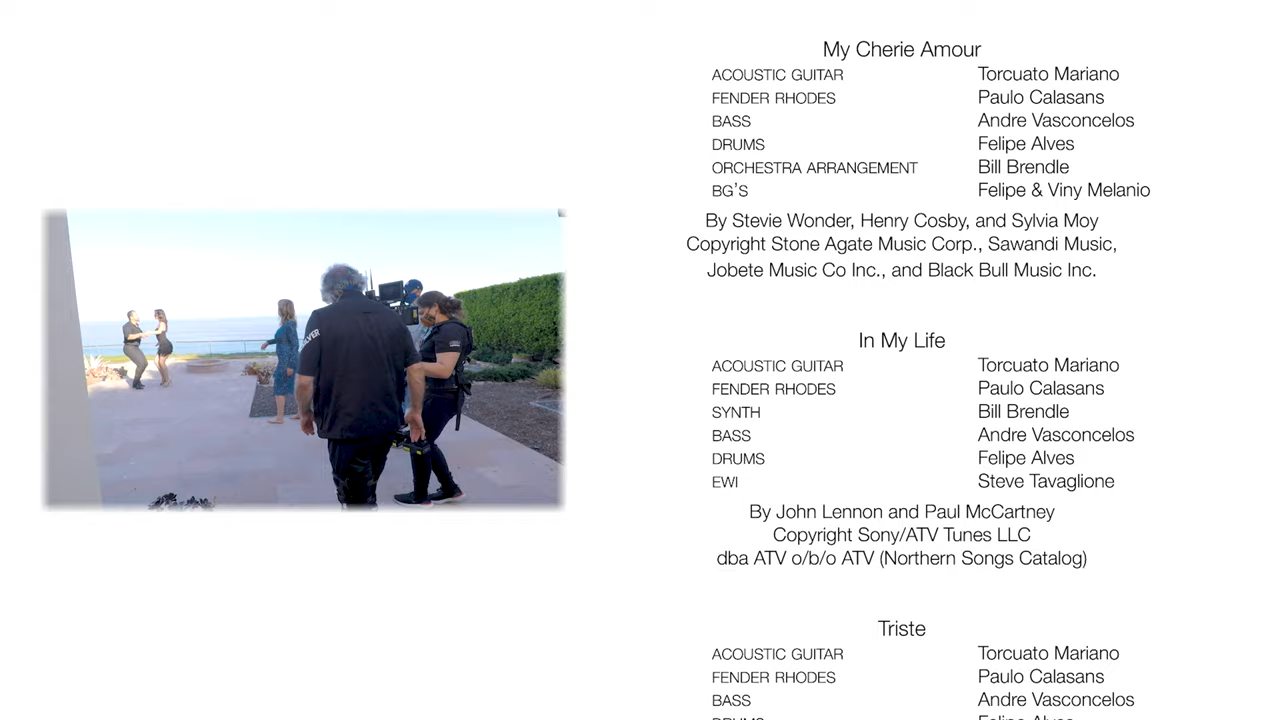 My Cherie Amour
ACOUSTIC GUITAR Torcuato Mariano
FENDER RHODES Paulo Calasans
BASS Andre Vasconcelos
DRUMS Felipe Alves
ORCHESTRA ARRANGEMENT Bill Brendle
BG'S Felipe & Viny Melanio
By Stevie Wonder, Henry Cosby, and Sylvia Moy
Copyright Stone Agate Music Corp., Sawandi Music,
Jobete Music Co Inc., and Black Bull Music Inc.
In My Life
ACOUSTIC GUITAR Torcuato Mariano
FENDER RHODES Paulo Calasans
SYNTH Bill Brendle
BASS Andre Vasconcelos
DRUMS Felipe Alves
EWI Steve Tavaglione
By John Lennon and Paul McCartney
Copyright Sony/ATV Tunes LLC
dba ATV o/b/o ATV (Northern Songs Catalog)
Triste
ACOUSTIC GUITAR Torcuato Mariano
FENDER RHODES Paulo Calasans
BASS Andre Vasconcelos
DRUMS Felipe Alves